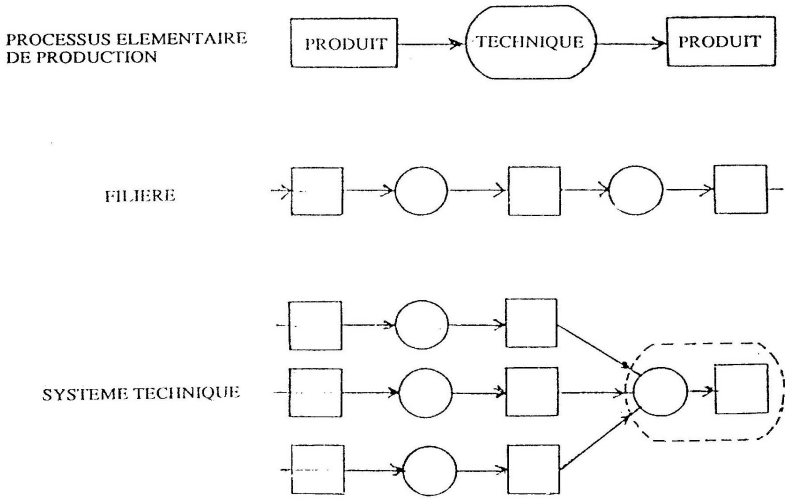 PROCESSUS ELEMENTAIRE
DE PRODUCTION
PRODUIT
TECHNIQUE
PRODUIT
FILIERE
SYSTEME TECHNIQUE